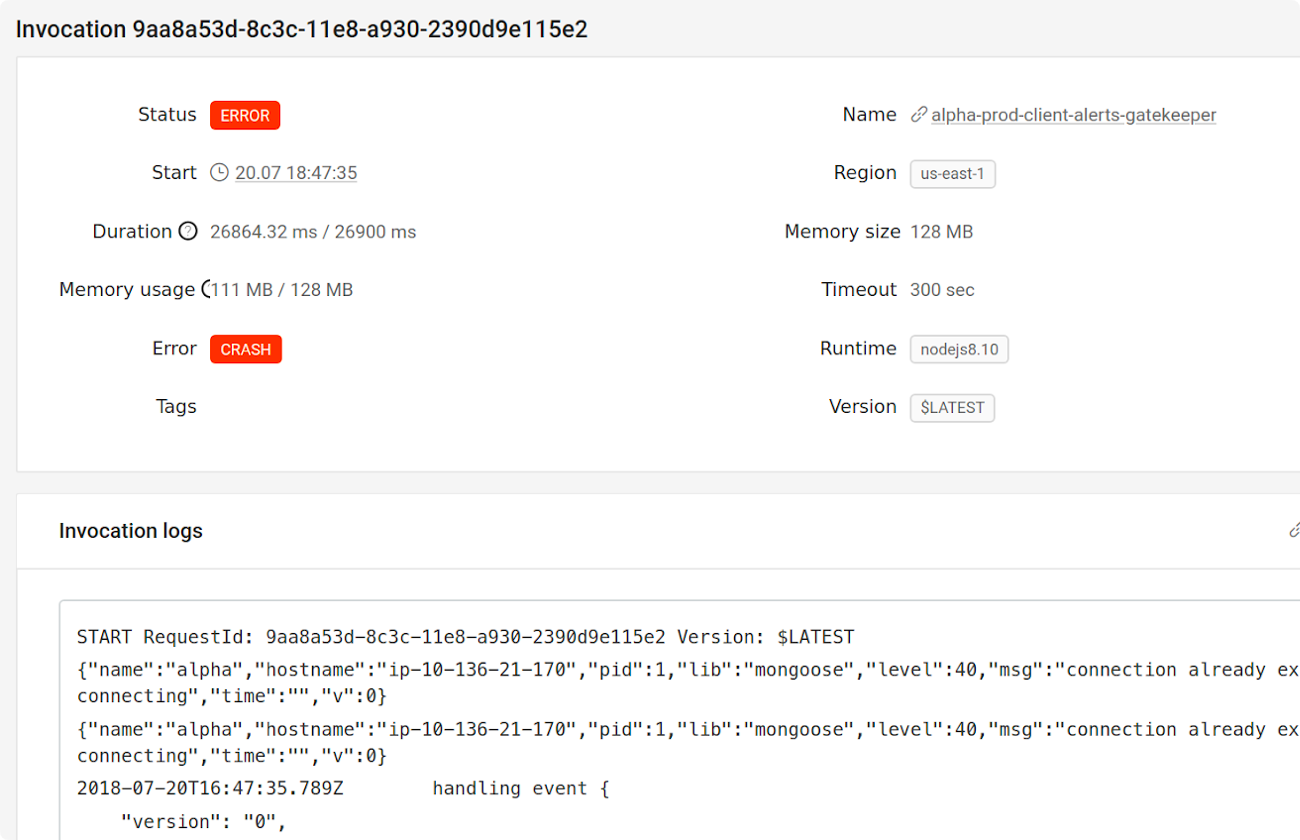 Invocation 9aa8a53d-8c3c-11e8-a930-2390d9e115e2
Status ERROR
Name alpha-prod-client-alerts-gatekeeper
Start 20.07 18:47:35
Region us-east-1
Duration ? 26864.32 ms / 26900 ms
Memory size 128 MB
Memory usage 111 MB / 128 MB
Timeout 300 sec
Error CRASH
Runtime nodejs8.10
Tags
Version $LATEST
Invocation logs
START RequestId: 9aa8a53d-8c3c-11e8-a930-2390d9e115e2 Version: $LATEST
{"name":"alpha","hostname":"ip-10-136-21-170","pid":1,"lib":"mongoose","level":40,"msg":"connection already ex
connecting","time":"","v":0}
{"name":"alpha","hostname":"ip-10-136-21-170","pid":1,"lib":"mongoose","level":40,"msg":"connection already ex
connecting","time":"","v":0}
2018-07-20T16:47:35.789Z handling event {
"version": "0",